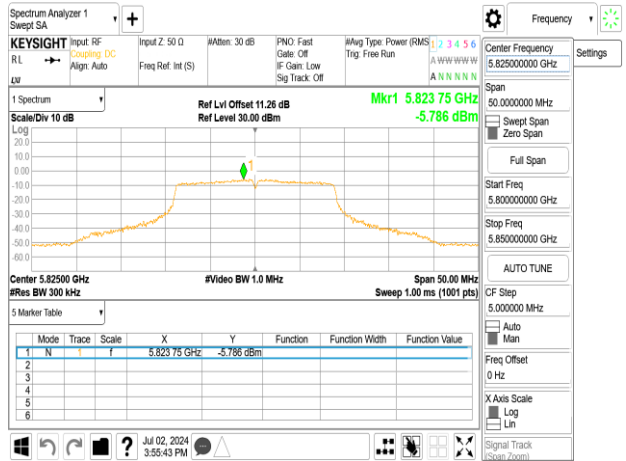 Spectrum Analyzer 1
Swept SA
Frequency
Settings
KEYSIGHT
RL
LXI
Input: RF
Coupling: DC
Align: Auto
Input Z: 50 Ω
Freq Ref: Int (S)
#Atten: 30 dB
PNO: Fast
Gate: Off
IF Gain: Low
Sig Track: Off
#Avg Type: Power (RMS
Trig: Free Run
1 2 3 4 5 6
A W W W W W
A N N N N N
1 Spectrum
Scale/Div 10 dB
Ref Lvl Offset 11.26 dB
Ref Level 30.00 dBm
Mkr1 5.823 75 GHz
-5.786 dBm
Log
20.0
10.0
0.00
-10.0
-20.0
-30.0
-40.0
-50.0
-60.0
1
Center 5.82500 GHz
#Res BW 300 kHz
#Video BW 1.0 MHz
Span 50.00 MHz
Sweep 1.00 ms (1001 pts)
5 Marker Table
Mode Trace Scale X Y Function Function Width Function Value
1 N 1 f 5.823 75 GHz -5.786 dBm
2
3
4
5
6
Center Frequency
5.825000000 GHz
Span
50.0000000 MHz
Swept Span
Zero Span
Full Span
Start Freq
5.800000000 GHz
Stop Freq
5.850000000 GHz
AUTO TUNE
CF Step
5.000000 MHz
Auto
Man
Freq Offset
0 Hz
X Axis Scale
Log
Lin
Signal Track
(Span Zoom)
?
Jul 02, 2024
3:55:43 PM